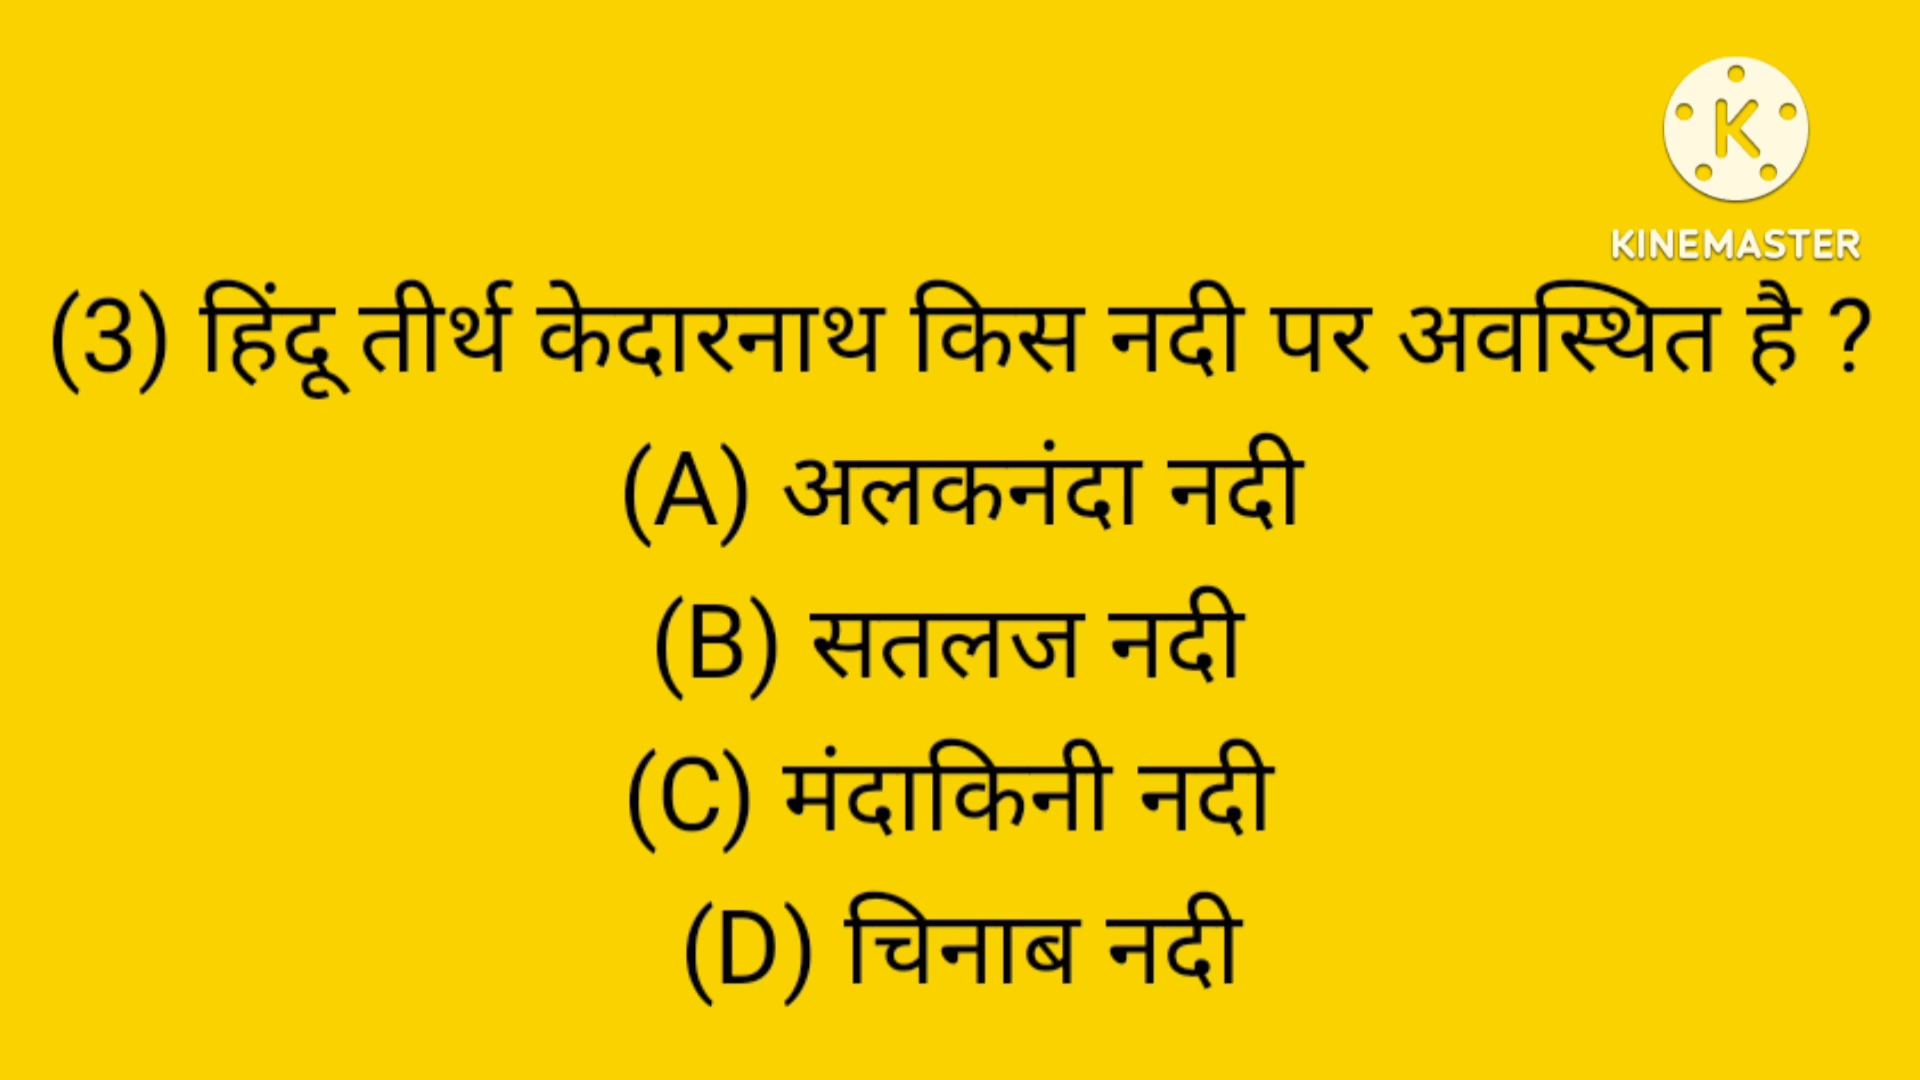 KINEMASTER
(3) हिंदू तीर्थ केदारनाथ किस नदी पर अवस्थित है ?
(A) अलकनंदा नदी
(B) सतलज नदी
(C) मंदाकिनी नदी
(D) चिनाब नदी